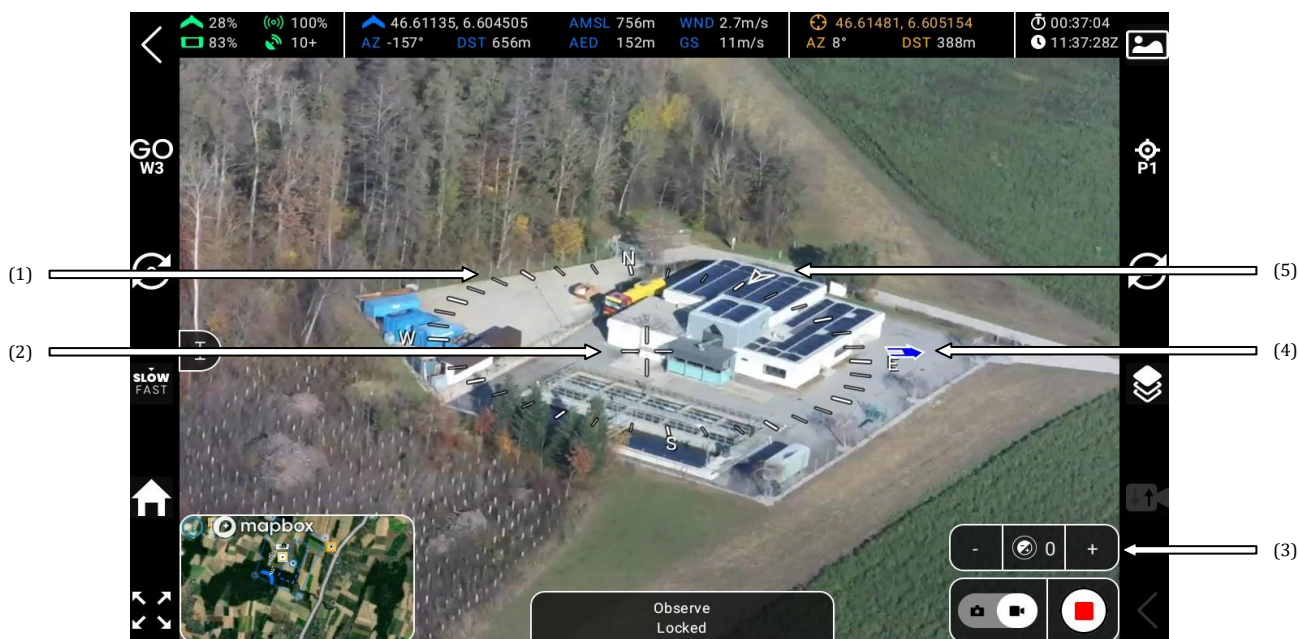 28% 100% 46.61135, 6.604505 AMSL 756m WND 2.7m/s 46.61481, 6.605154 00:37:04
83% 10+ AZ -157° DST 656m AED 152m GS 11m/s AZ 8° DST 388m 11:37:28Z
GO
W3
P1
N
(1)
(5)
W
(2)
(4)
E
SLOW
FAST
S
mapbox
- 0 +
(3)
Observe
Locked